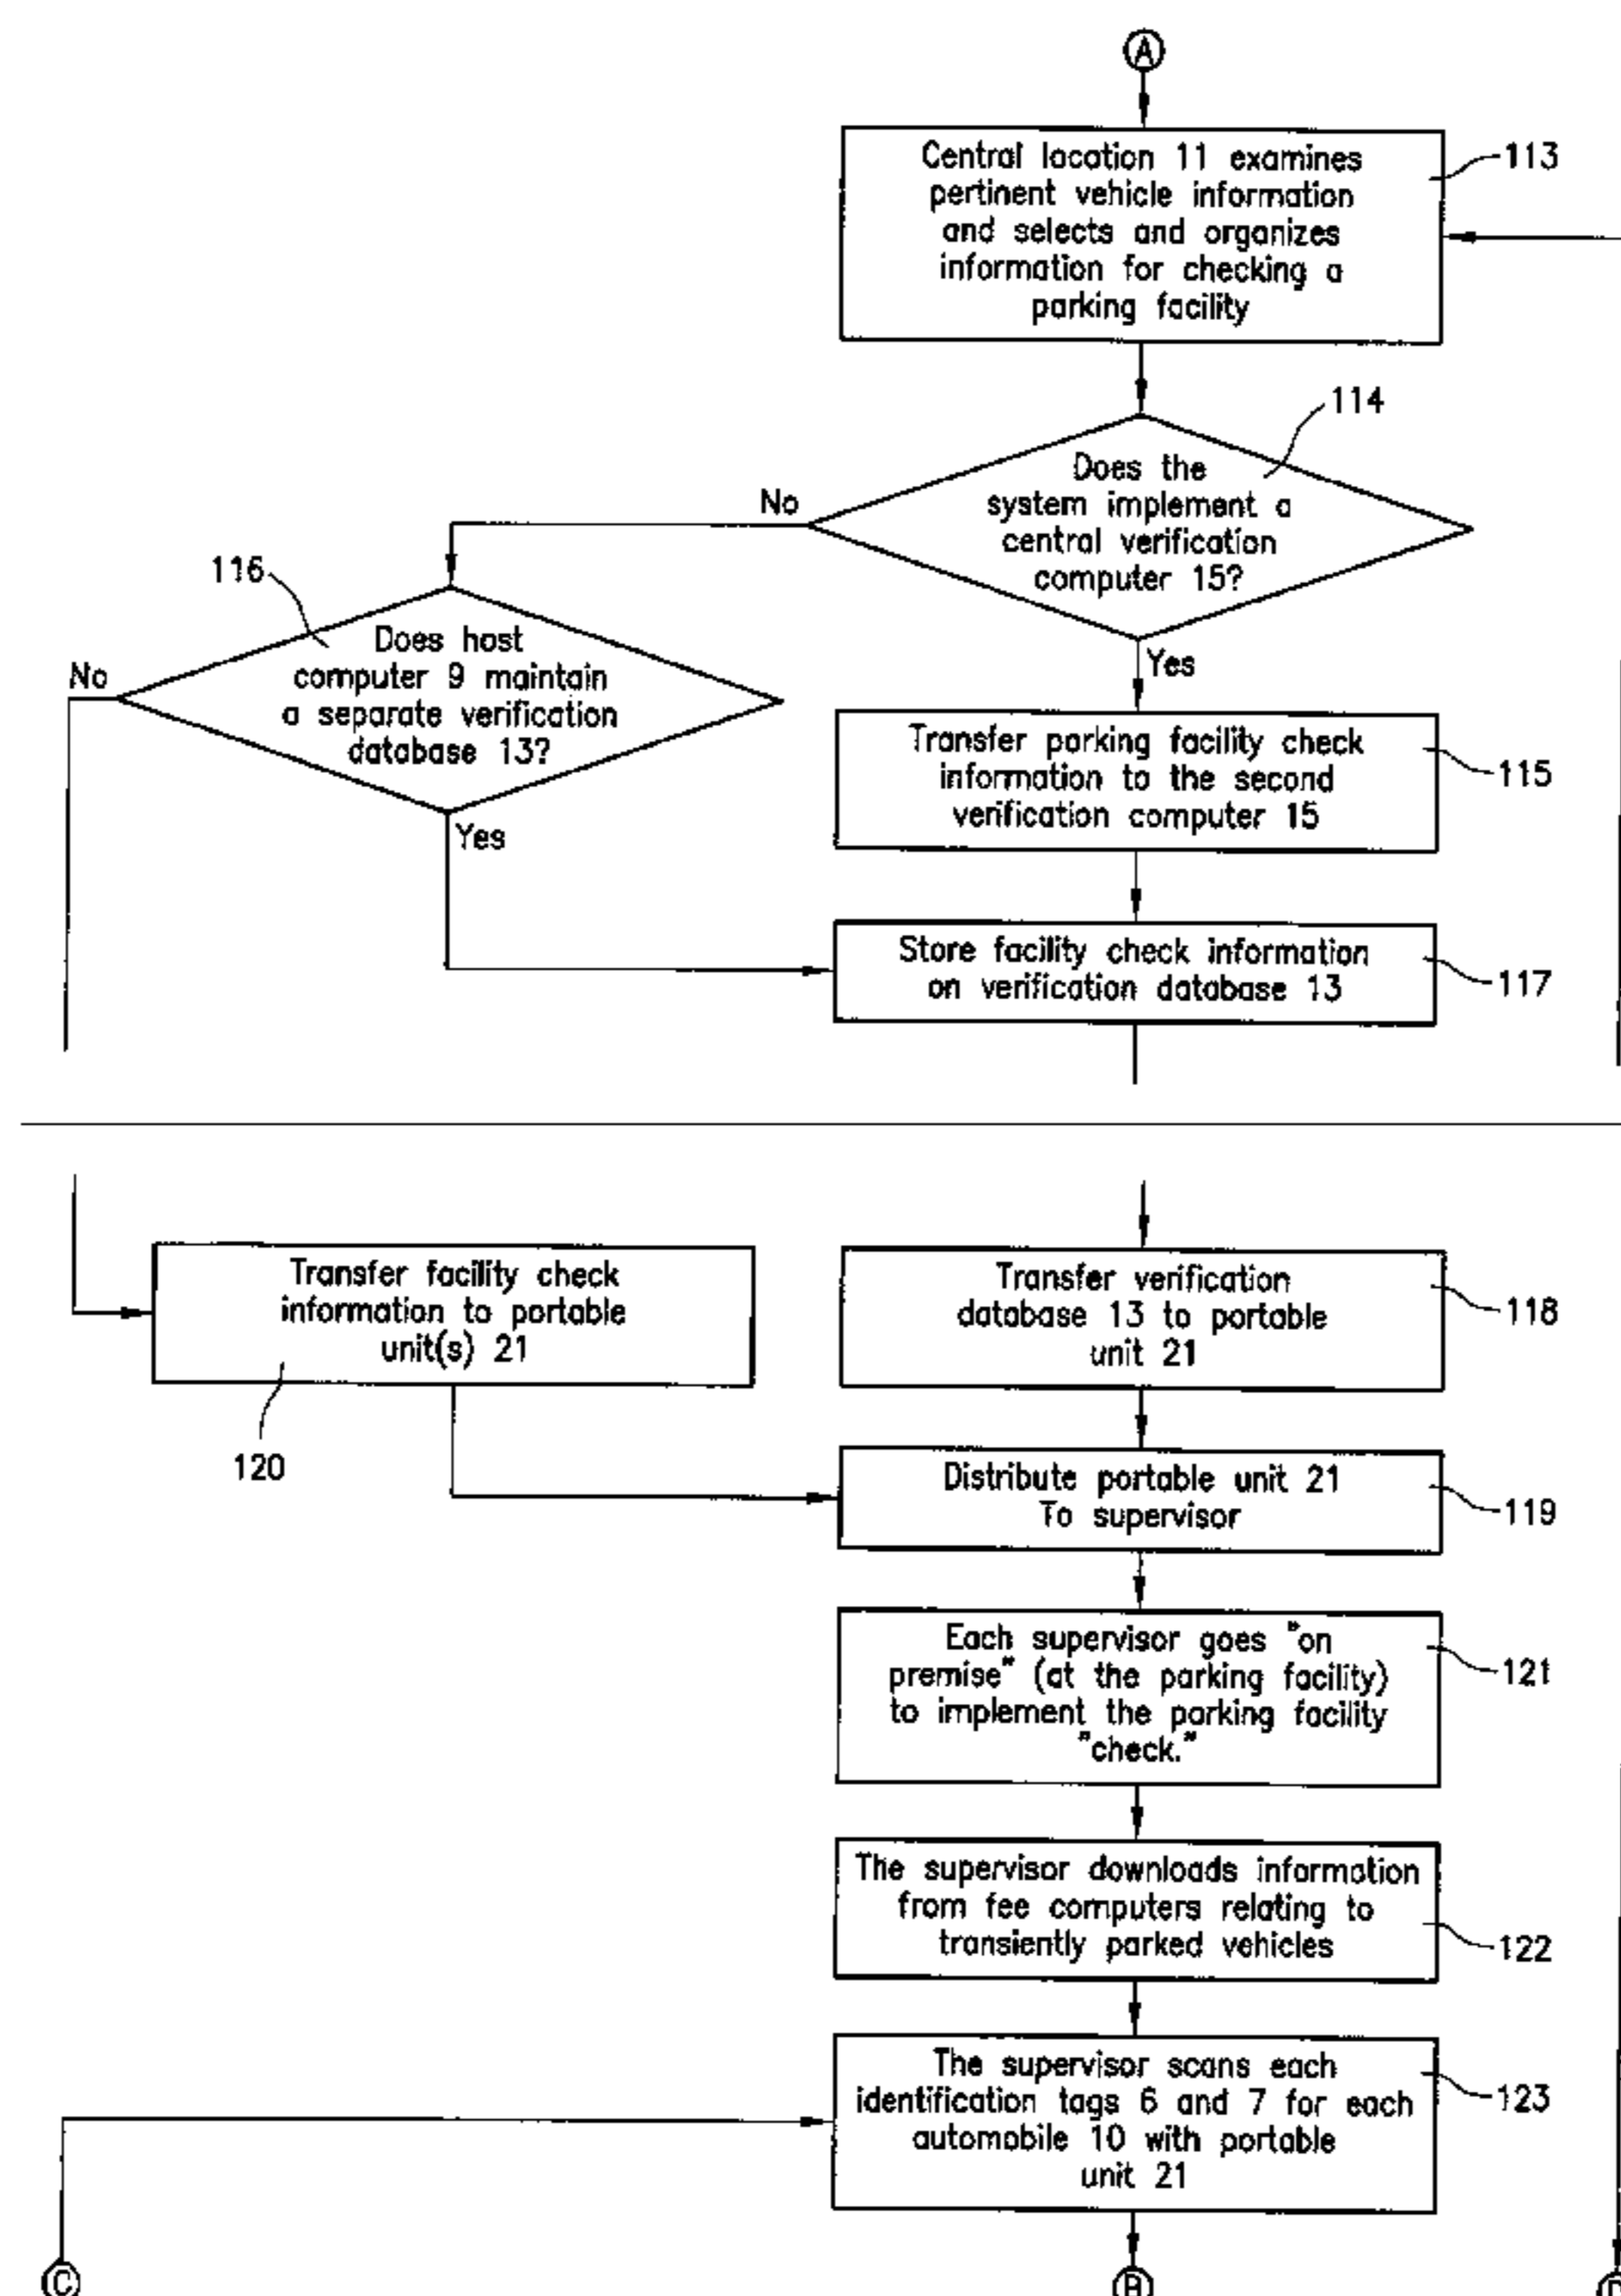 A
Central location 11 examines
pertinent vehicle information
and selects and organizes
information for checking a
parking facility
113
114
Does the
system implement a
central verification
computer 15?
No
Yes
116
Does host
computer 9 maintain
a separate verification
database 13?
No
Yes
Transfer parking facility check
information to the second
verification computer 15
115
Store facility check information
on verification database 13
117
Transfer facility check
information to portable
unit(s) 21
120
Transfer verification
database 13 to portable
unit 21
118
Distribute portable unit 21
To supervisor
119
Each supervisor goes "on
premise" (at the parking facility)
to implement the parking facility
"check."
121
The supervisor downloads information
from fee computers relating to
transiently parked vehicles
122
The supervisor scans each
identification tags 6 and 7 for each
automobile 10 with portable
unit 21
123
C
B